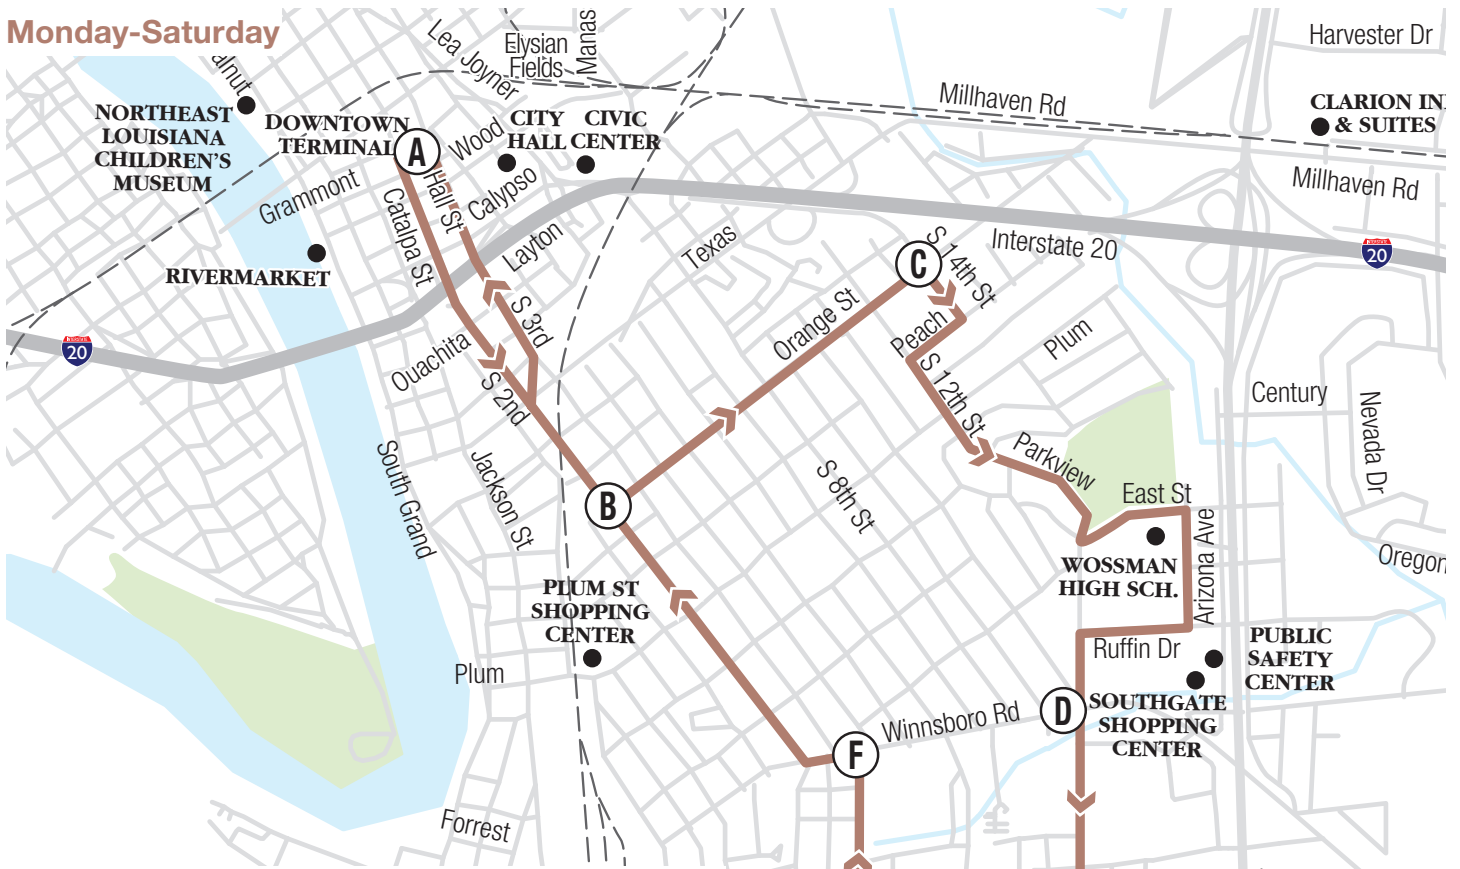 Monday-Saturday
alnut
Lea Joyner
Elysian
Fields
Manas
Harvester Dr
Millhaven Rd
NORTHEAST
LOUISIANA
CHILDREN'S
MUSEUM
DOWNTOWN
TERMINAL
A
Wood
CITY
HALL
CIVIC
CENTER
CLARION IN
& SUITES
Millhaven Rd
Grammont
Hall St
Calypso
Catalpa St
Layton
Texas
C
S 14th St
Interstate 20
INTERSTATE
20
RIVERMARKET
INTERSTATE
20
Ouachita
S 3rd
S 2nd
Orange St
Peach
Plum
S 12th St
Century
Nevada Dr
South Grand
Jackson St
B
S 8th St
Parkview
East St
Arizona Ave
WOSSMAN
HIGH SCH.
Oregon
PLUM ST
SHOPPING
CENTER
Ruffin Dr
PUBLIC
SAFETY
CENTER
Plum
D
SOUTHGATE
SHOPPING
CENTER
Winnsboro Rd
F
Forrest